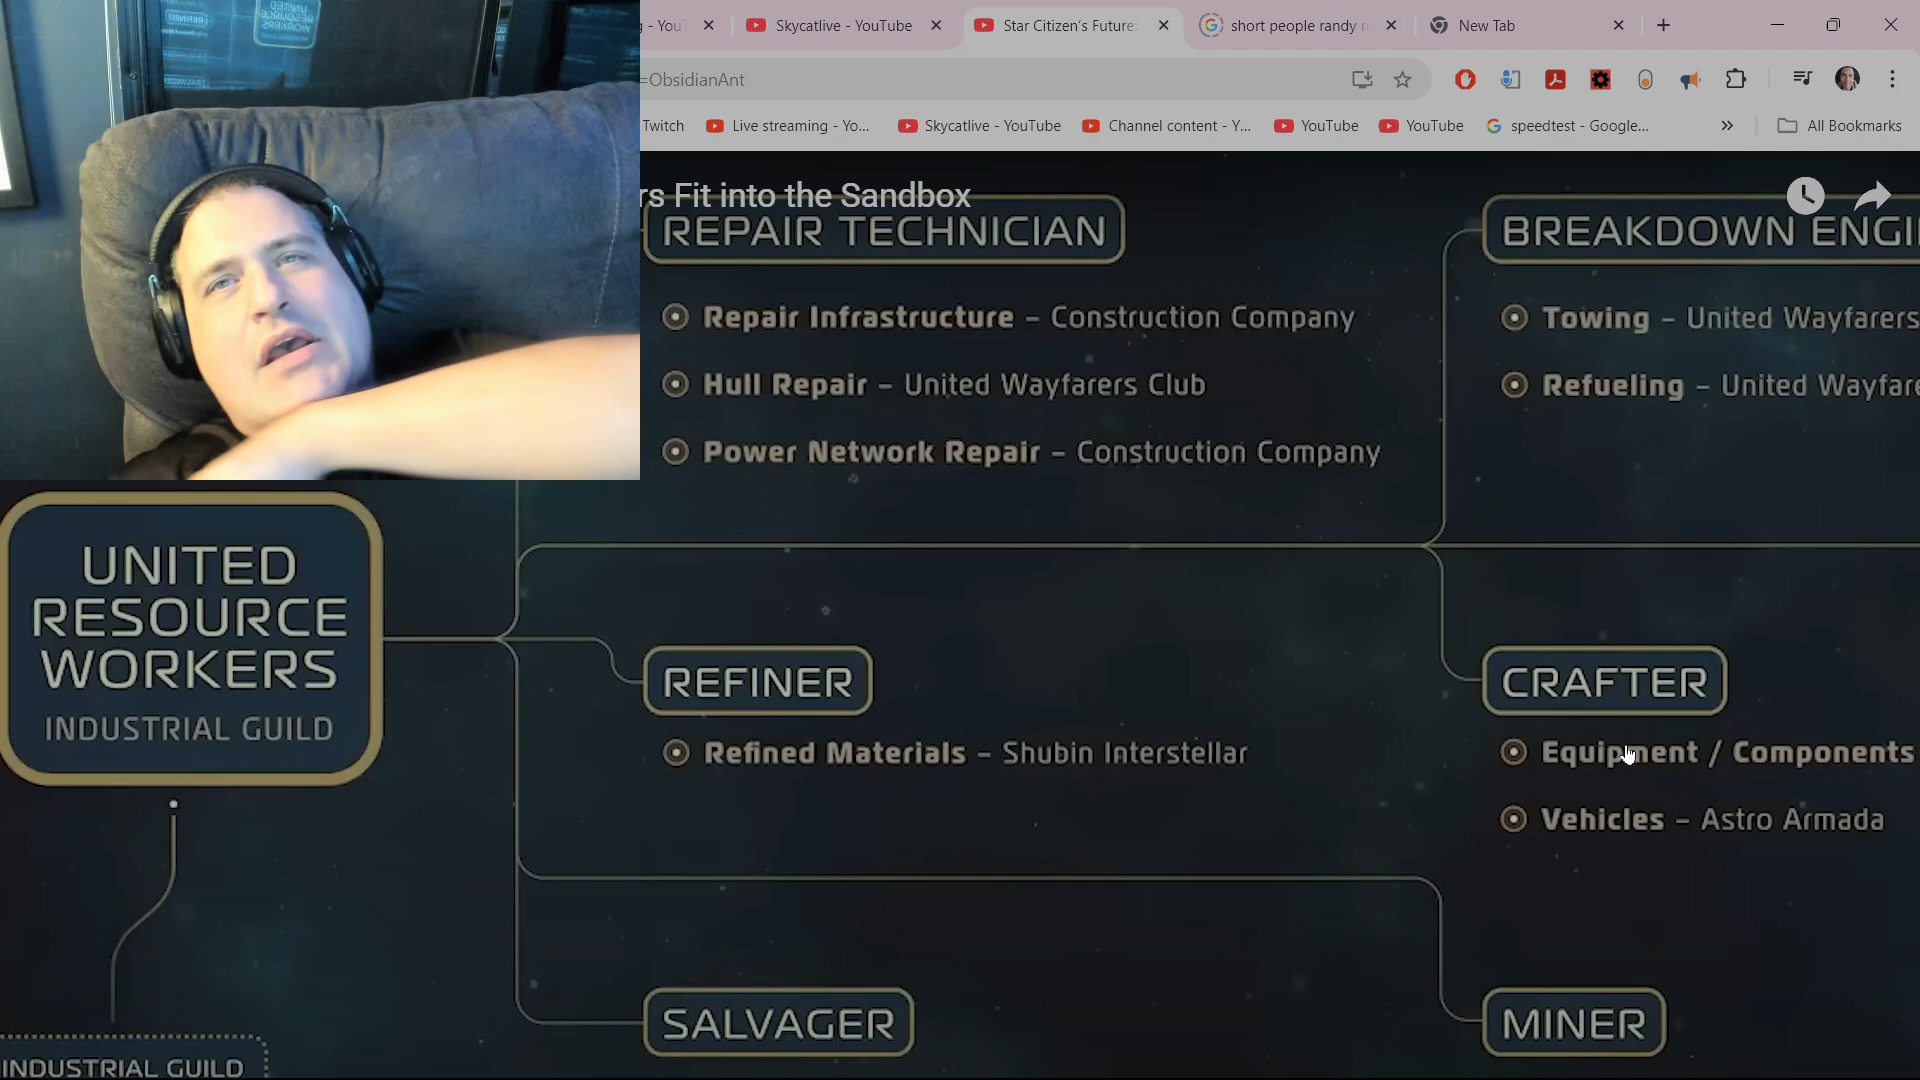 g - YouT
Skycatlive - YouTube
Star Citizen's Future:
short people randy n
New Tab
=ObsidianAnt
Twitch
Live streaming - Yo...
Skycatlive - YouTube
Channel content - Y...
YouTube
YouTube
speedtest - Google...
All Bookmarks
rs Fit into the Sandbox
REPAIR TECHNICIAN
Repair Infrastructure – Construction Company
Hull Repair – United Wayfarers Club
Power Network Repair – Construction Company
BREAKDOWN ENGI
Towing – United Wayfarers
Refueling – United Wayfare
UNITED
RESOURCE
WORKERS
INDUSTRIAL GUILD
REFINER
Refined Materials – Shubin Interstellar
CRAFTER
Equipment / Components
Vehicles – Astro Armada
SALVAGER
MINER
INDUSTRIAL GUILD